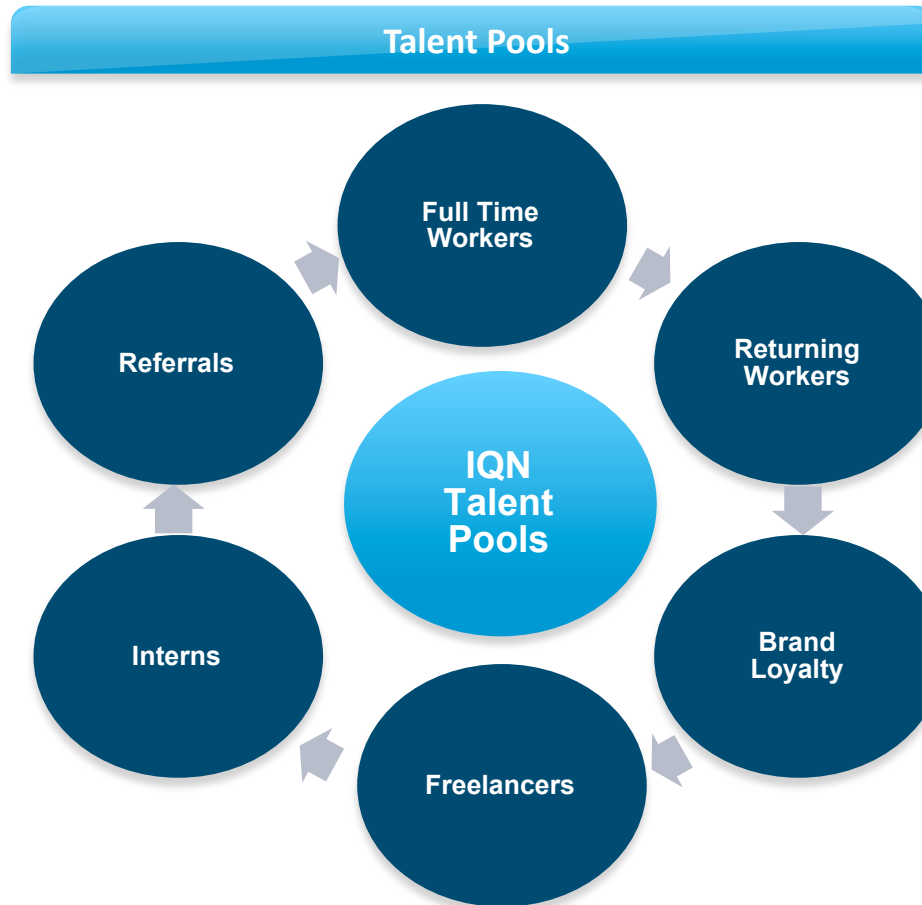 Talent Pools
Full Time
Workers
Returning
Workers
Brand
Loyalty
Freelancers
Interns
Referrals
IQN
Talent
Pools